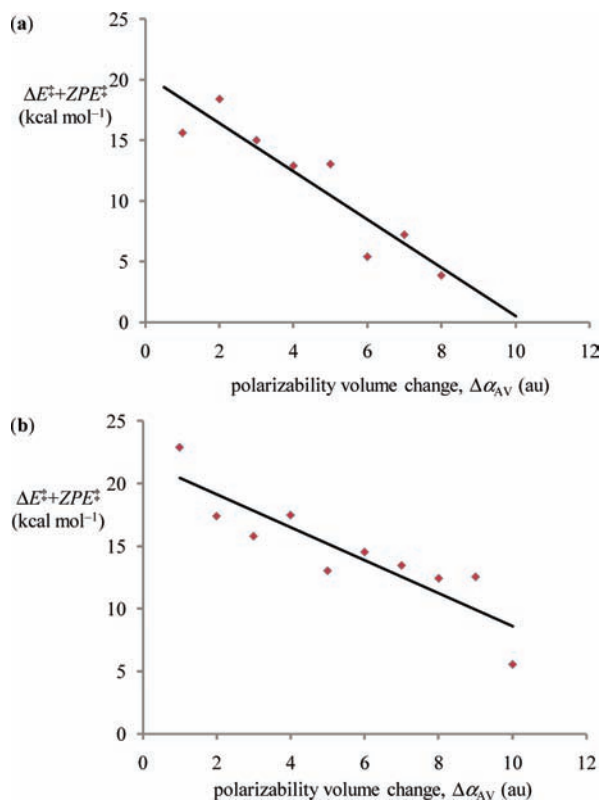 (a)
25
20
15
10
5
0
ΔE‡+ZPE‡
(kcal mol⁻¹)
0 2 4 6 8 10 12
polarizability volume change, Δα_AV (au)
(b)
25
20
15
10
5
0
ΔE‡+ZPE‡
(kcal mol⁻¹)
0 2 4 6 8 10 12
polarizability volume change, Δα_AV (au)